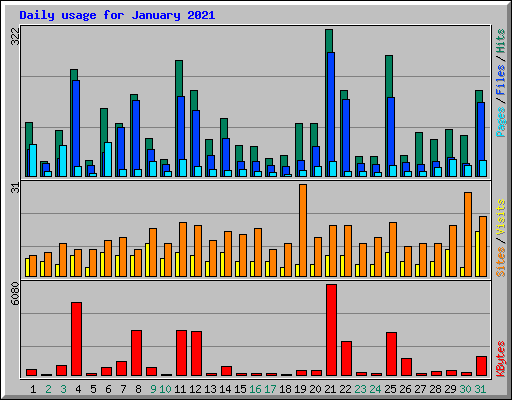 Daily usage for January 2021
322
Pages / Files / Hits
31
Sites / Visits
6080
KBytes
1 2 3 4 5 6 7 8 9 10 11 12 13 14 15 16 17 18 19 20 21 22 23 24 25 26 27 28 29 30 31